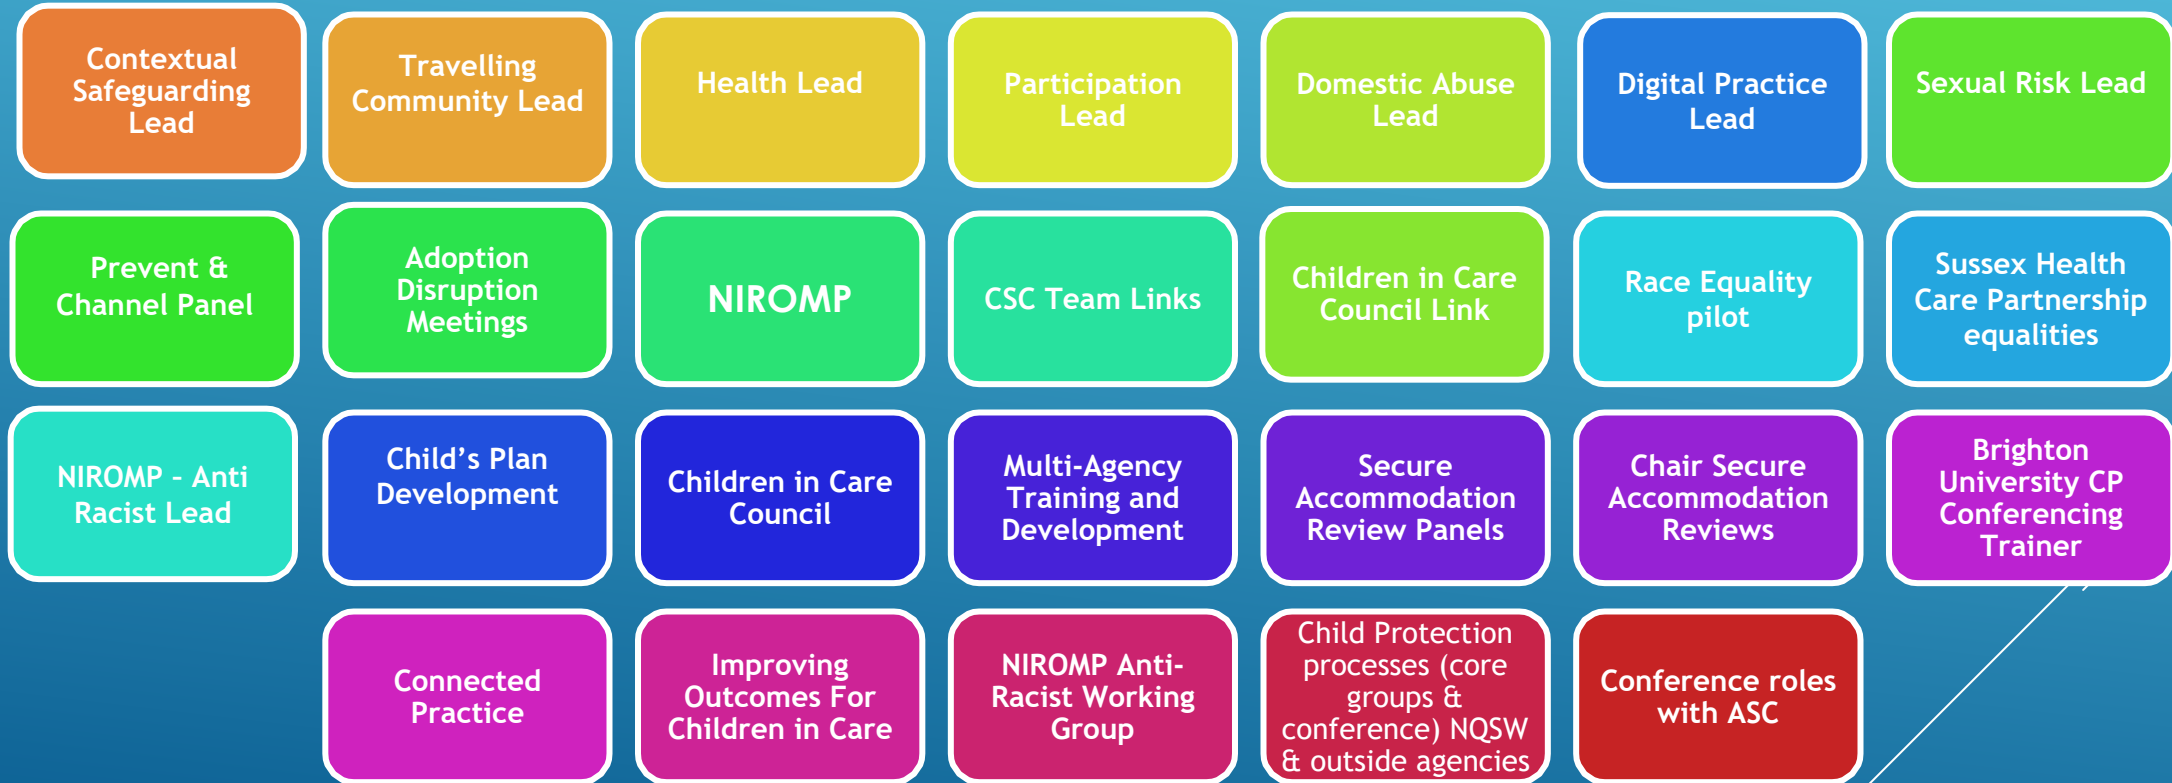 Contextual
Safeguarding
Lead
Travelling
Community Lead
Health Lead
Participation
Lead
Domestic Abuse
Lead
Digital Practice
Lead
Sexual Risk Lead
Prevent &
Channel Panel
Adoption
Disruption
Meetings
NIROMP
CSC Team Links
Children in Care
Council Link
Race Equality
pilot
Sussex Health
Care Partnership
equalities
NIROMP – Anti
Racist Lead
Child’s Plan
Development
Children in Care
Council
Multi-Agency
Training and
Development
Secure
Accommodation
Review Panels
Chair Secure
Accommodation
Reviews
Brighton
University CP
Conferencing
Trainer
Connected
Practice
Improving
Outcomes For
Children in Care
NIROMP Anti-
Racist Working
Group
Child Protection
processes (core
groups &
conference) NQSW
& outside agencies
Conference roles
with ASC